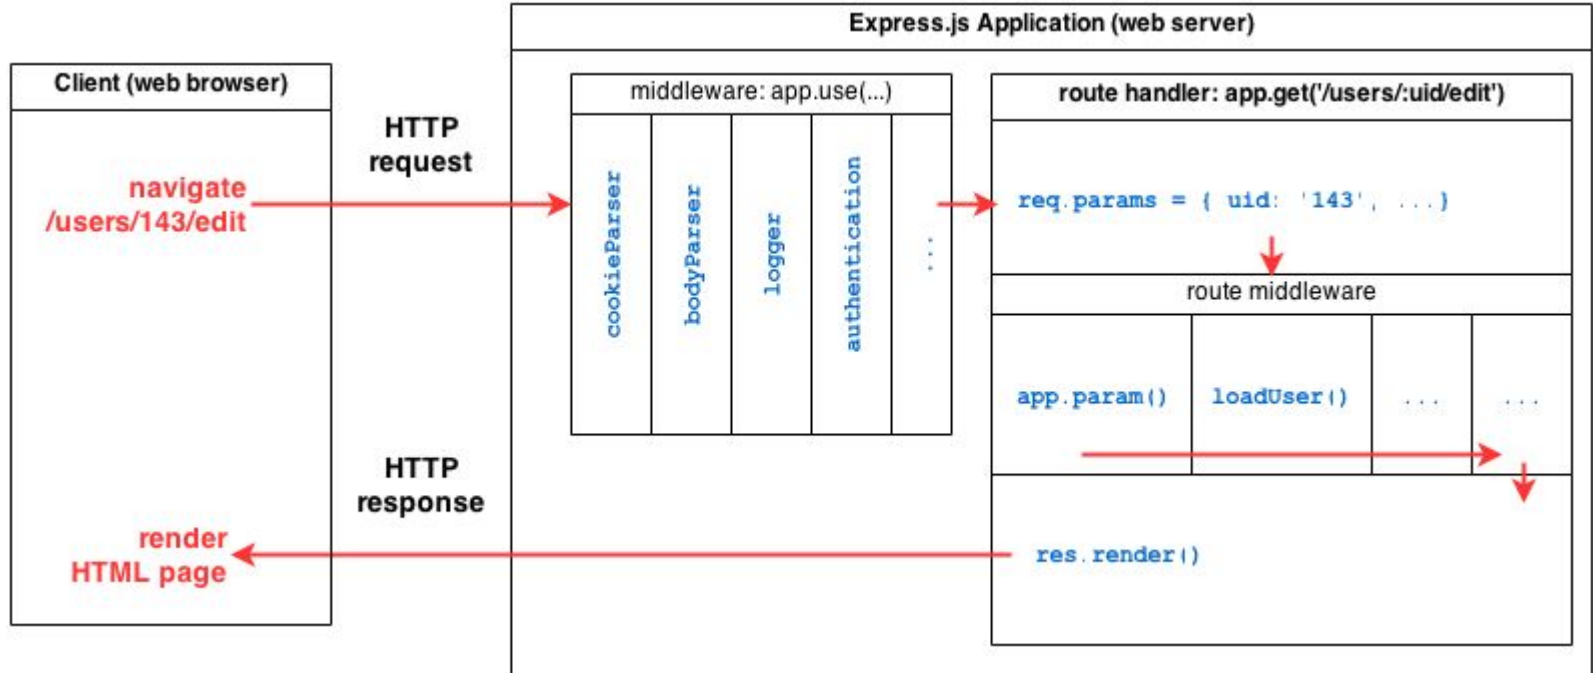 Express.js Application (web server)
Client (web browser)
middleware: app.use(...)
route handler: app.get('/users/:uid/edit')
HTTP
request
navigate
/users/143/edit
cookieParser
bodyParser
logger
authentication
...
req.params = { uid: '143', ...}
route middleware
app.param()
loadUser()
...
...
HTTP
response
render
HTML page
res.render()